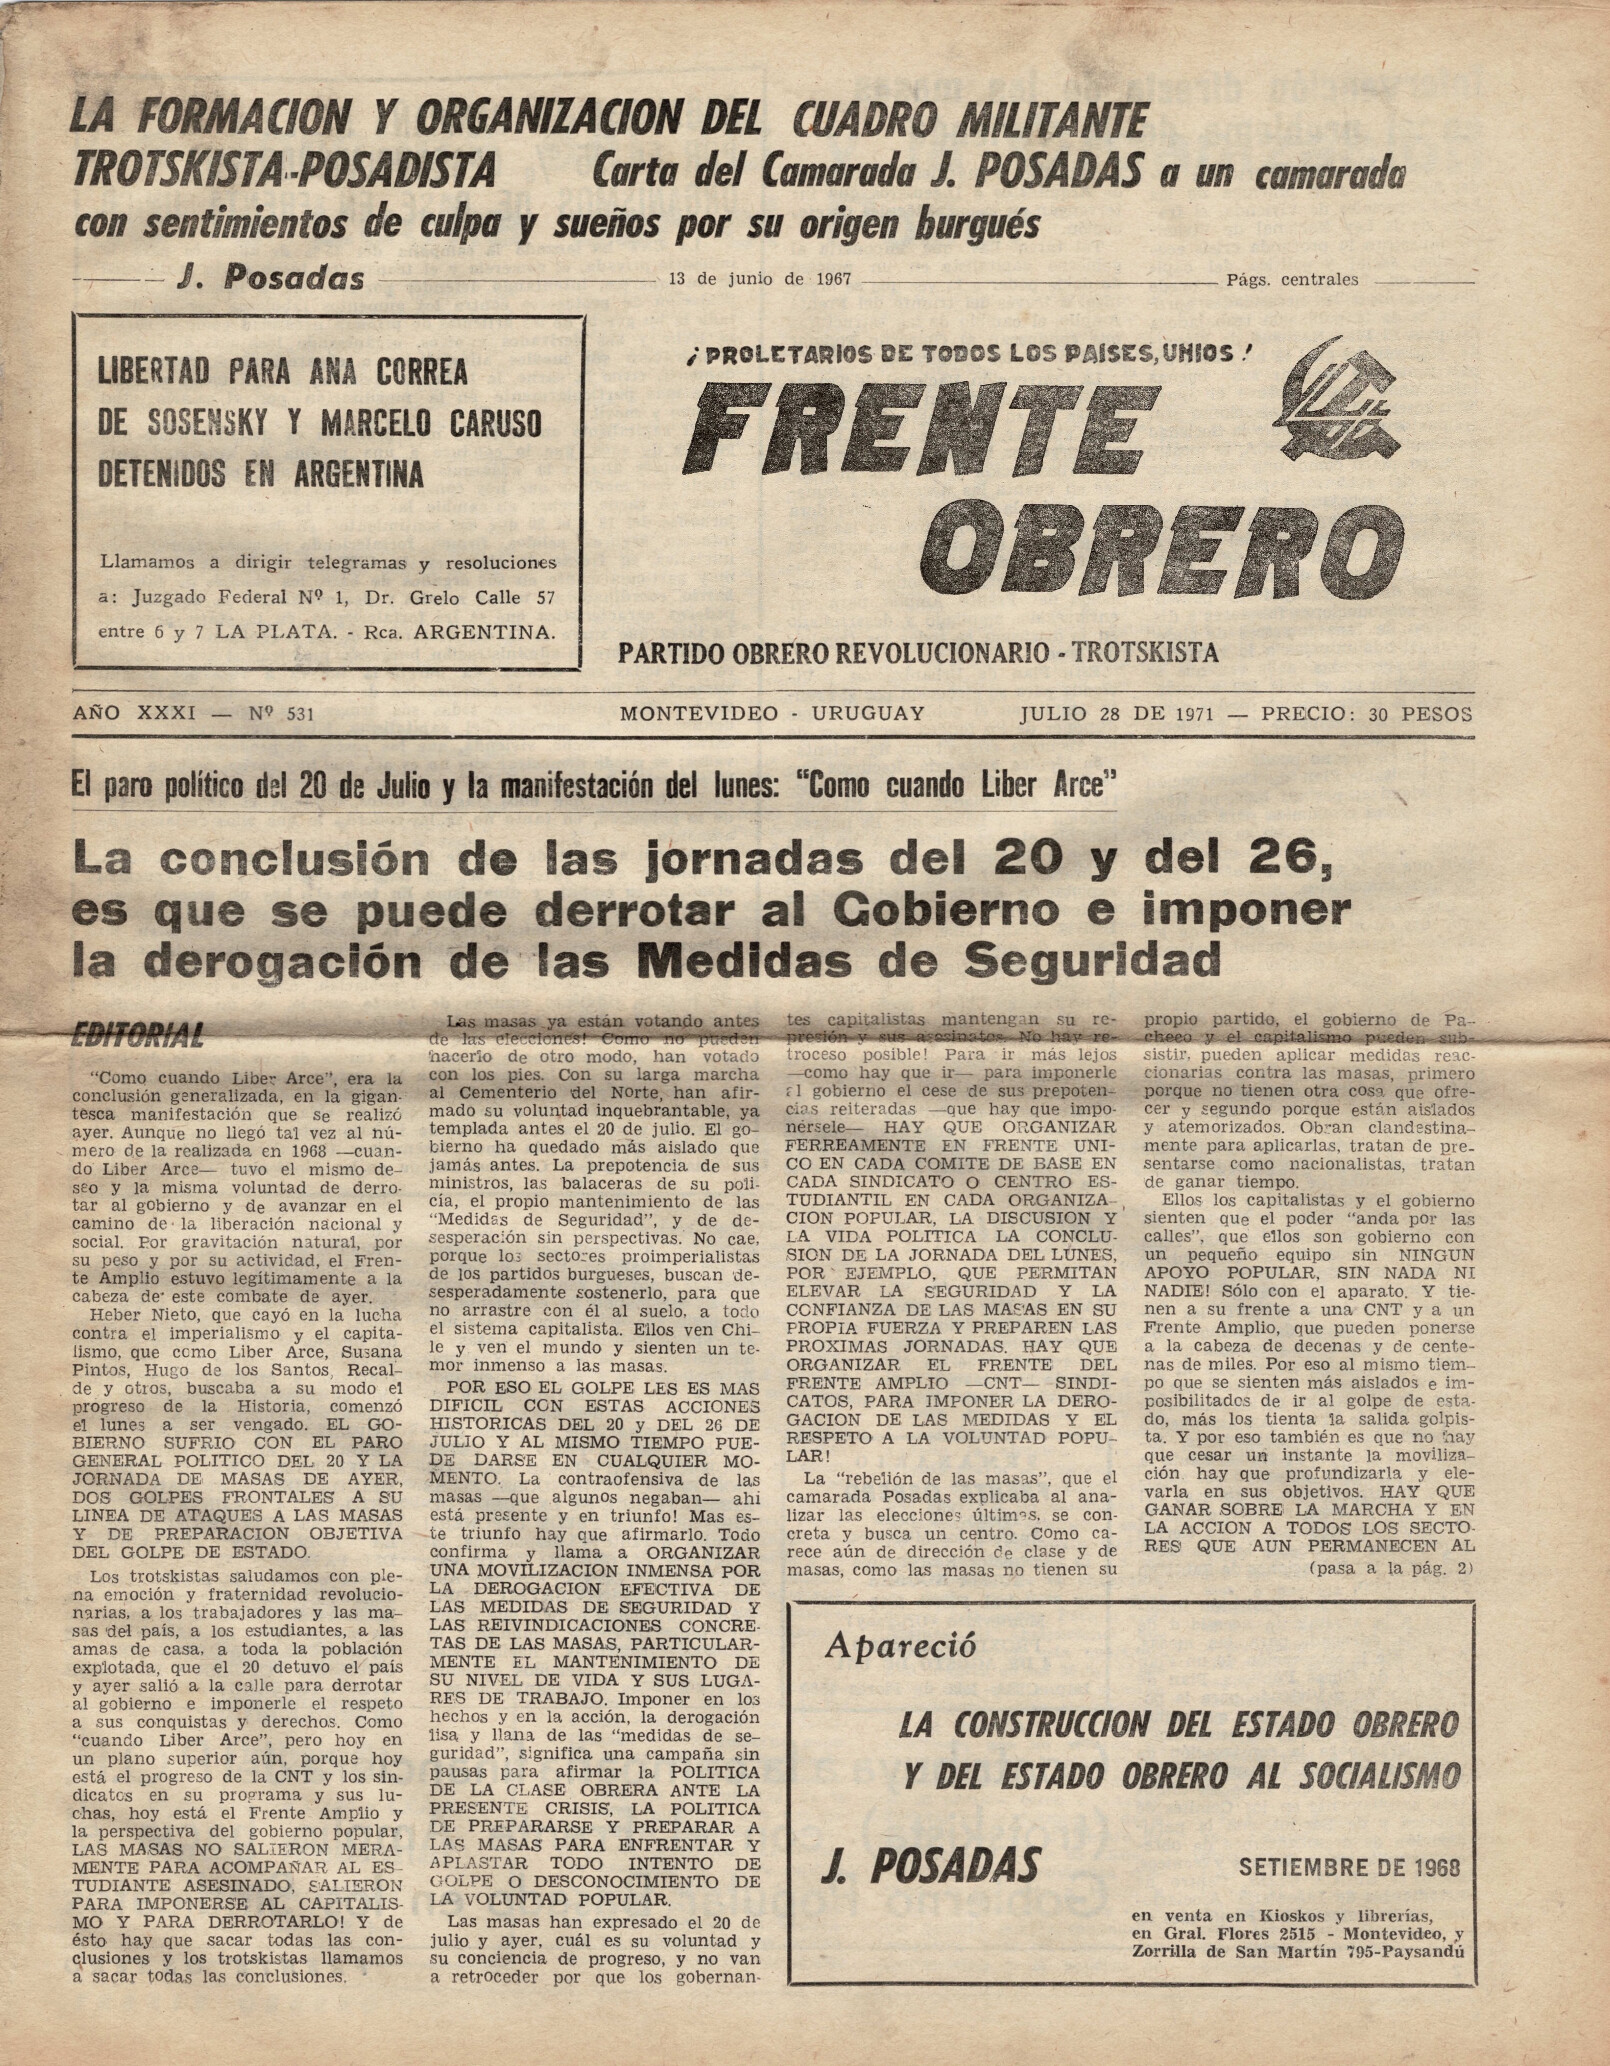 LA FORMACION Y ORGANIZACION DEL CUADRO MILITANTE
TROTSKISTA-POSADISTA Carta del Camarada J. POSADAS a un camarada
con sentimientos de culpa y sueños por su origen burgués
J. Posadas 13 de junio de 1967 Págs. centrales
LIBERTAD PARA ANA CORREA
DE SOSENSKY Y MARCELO CARUSO
DETENIDOS EN ARGENTINA
Llamamos a dirigir telegramas y resoluciones
a: Juzgado Federal Nº 1, Dr. Grelo Calle 57
entre 6 y 7 LA PLATA. - Rca. ARGENTINA.
¡PROLETARIOS DE TODOS LOS PAISES, UNIOS!
FRENTE
OBRERO
PARTIDO OBRERO REVOLUCIONARIO - TROTSKISTA
AÑO XXXI — Nº 531 MONTEVIDEO - URUGUAY JULIO 28 DE 1971 — PRECIO: 30 PESOS
El paro político del 20 de Julio y la manifestación del lunes: "Como cuando Liber Arce"
La conclusión de las jornadas del 20 y del 26,
es que se puede derrotar al Gobierno e imponer
la derogación de las Medidas de Seguridad
EDITORIAL
"Como cuando Liber Arce", era la
conclusión generalizada, en la gigan-
tesca manifestación que se realizó
ayer. Aunque no llegó tal vez al nú-
mero de la realizada en 1968 —cuan-
do Liber Arce— tuvo el mismo de-
seo y la misma voluntad de derro-
tar al gobierno y de avanzar en el
camino de la liberación nacional y
social. Por gravitación natural, por
su peso y por su actividad, el Fren-
te Amplio estuvo legítimamente a la
cabeza de este combate de ayer.
Heber Nieto, que cayó en la lucha
contra el imperialismo y el capita-
lismo, que como Liber Arce, Susana
Pintos, Hugo de los Santos, Recal-
de y otros, buscaba a su modo el
progreso de la Historia, comenzó
el lunes a ser vengado. EL GO-
BIERNO SUFRIO CON EL PARO
GENERAL POLITICO DEL 20 Y LA
JORNADA DE MASAS DE AYER,
DOS GOLPES FRONTALES A SU
LINEA DE ATAQUES A LAS MASAS
Y DE PREPARACION OBJETIVA
DEL GOLPE DE ESTADO.
Los trotskistas saludamos con ple-
na emoción y fraternidad revolucio-
narias, a los trabajadores y las ma-
sas del país, a los estudiantes, a las
amas de casa, a toda la población
explotada, que el 20 detuvo el país
y ayer salió a la calle para derrotar
al gobierno e imponerle el respeto
a sus conquistas y derechos. Como
"cuando Liber Arce", pero hoy en
un plano superior aún, porque hoy
está el progreso de la CNT y los sin-
dicatos en su programa y sus lu-
chas, hoy está el Frente Amplio y
la perspectiva del gobierno popular,
LAS MASAS NO SALIERON MERA-
MENTE PARA ACOMPAÑAR AL ES-
TUDIANTE ASESINADO, SALIERON
PARA IMPONERSE AL CAPITALIS-
MO Y PARA DERROTARLO! Y de
ésto hay que sacar todas las con-
clusiones y los trotskistas llamamos
a sacar todas las conclusiones.
Las masas ya están votando antes
de las elecciones! Como no pueden
hacerlo de otro modo, han votado
con los pies. Con su larga marcha
al Cementerio del Norte, han afir-
mado su voluntad inquebrantable, ya
templada antes el 20 de julio. El go-
bierno ha quedado más aislado que
jamás antes. La prepotencia de sus
ministros, las balaceras de su poli-
cía, el propio mantenimiento de las
"Medidas de Seguridad", y de de-
sesperación sin perspectivas. No cae,
porque los sectores proimperialistas
de los partidos burgueses, buscan de-
sesperadamente sostenerlo, para que
no arrastre con él al suelo, a todo
el sistema capitalista. Ellos ven Chi-
le y ven el mundo y sienten un te-
mor inmenso a las masas.
POR ESO EL GOLPE LES ES MAS
DIFICIL CON ESTAS ACCIONES
HISTORICAS DEL 20 y DEL 26 DE
JULIO Y AL MISMO TIEMPO PUE-
DE DARSE EN CUALQUIER MO-
MENTO. La contraofensiva de las
masas —que algunos negaban— ahi
está presente y en triunfo! Mas es-
te triunfo hay que afirmarlo. Todo
confirma y llama a ORGANIZAR
UNA MOVILIZACION INMENSA POR
LA DEROGACION EFECTIVA DE
LAS MEDIDAS DE SEGURIDAD Y
LAS REIVINDICACIONES CONCRE-
TAS DE LAS MASAS, PARTICULAR-
MENTE EL MANTENIMIENTO DE
SU NIVEL DE VIDA Y SUS LUGA-
RES DE TRABAJO. Imponer en los
hechos y en la acción, la derogación
lisa y llana de las "medidas de se-
guridad", significa una campaña sin
pausas para afirmar la POLITICA
DE LA CLASE OBRERA ANTE LA
PRESENTE CRISIS, LA POLITICA
DE PREPARARSE Y PREPARAR A
LAS MASAS PARA ENFRENTAR Y
APLASTAR TODO INTENTO DE
GOLPE O DESCONOCIMIENTO DE
LA VOLUNTAD POPULAR.
Las masas han expresado el 20 de
julio y ayer, cuál es su voluntad y
su conciencia de progreso, y no van
a retroceder por que los gobernan-
tes capitalistas mantengan su re-
presión y sus asesinatos. No hay re-
troceso posible! Para ir más lejos
—como hay que ir— para imponerle
al gobierno el cese de sus prepoten-
cias reiteradas —que hay que impo-
nérsele— HAY QUE ORGANIZAR
FERREAMENTE EN FRENTE UNI-
CO EN CADA COMITE DE BASE EN
CADA SINDICATO O CENTRO ES-
TUDIANTIL EN CADA ORGANIZA-
CION POPULAR, LA DISCUSION Y
LA VIDA POLITICA LA CONCLU-
SION DE LA JORNADA DEL LUNES,
POR EJEMPLO, QUE PERMITAN
ELEVAR LA SEGURIDAD Y LA
CONFIANZA DE LAS MASAS EN SU
PROPIA FUERZA Y PREPAREN LAS
PROXIMAS JORNADAS. HAY QUE
ORGANIZAR EL FRENTE DEL
FRENTE AMPLIO —CNT— SINDI-
CATOS, PARA IMPONER LA DERO-
GACION DE LAS MEDIDAS Y EL
RESPETO A LA VOLUNTAD POPU-
LAR!
La "rebelión de las masas", que el
camarada Posadas explicaba al ana-
lizar las elecciones últimas, se con-
creta y busca un centro. Como ca-
rece aún de dirección de clase y de
masas, como las masas no tienen su
propio partido, el gobierno de Pa-
checo y el capitalismo pueden sub-
sistir, pueden aplicar medidas reac-
cionarias contra las masas, primero
porque no tienen otra cosa que ofre-
cer y segundo porque están aislados
y atemorizados. Obran clandestina-
mente para aplicarlas, tratan de pre-
sentarse como nacionalistas, tratan
de ganar tiempo.
Ellos los capitalistas y el gobierno
sienten que el poder "anda por las
calles", que ellos son gobierno con
un pequeño equipo sin NINGUN
APOYO POPULAR, SIN NADA NI
NADIE! Sólo con el aparato. Y tie-
nen a su frente a una CNT y a un
Frente Amplio, que pueden ponerse
a la cabeza de decenas y de cente-
nas de miles. Por eso al mismo tiem-
po que se sienten más aislados e im-
posibilitados de ir al golpe de esta-
do, más los tienta la salida golpis-
ta. Y por eso también es que no hay
que cesar un instante la moviliza-
ción hay que profundizarla y ele-
varla en sus objetivos. HAY QUE
GANAR SOBRE LA MARCHA Y EN
LA ACCION A TODOS LOS SECTO-
RES QUE AUN PERMANECEN AL
(pasa a la pág. 2)
Apareció
LA CONSTRUCCION DEL ESTADO OBRERO
Y DEL ESTADO OBRERO AL SOCIALISMO
J. POSADAS SETIEMBRE DE 1968
en venta en Kioskos y librerías,
en Gral. Flores 2515 - Montevideo, y
Zorrilla de San Martín 795-Paysandú